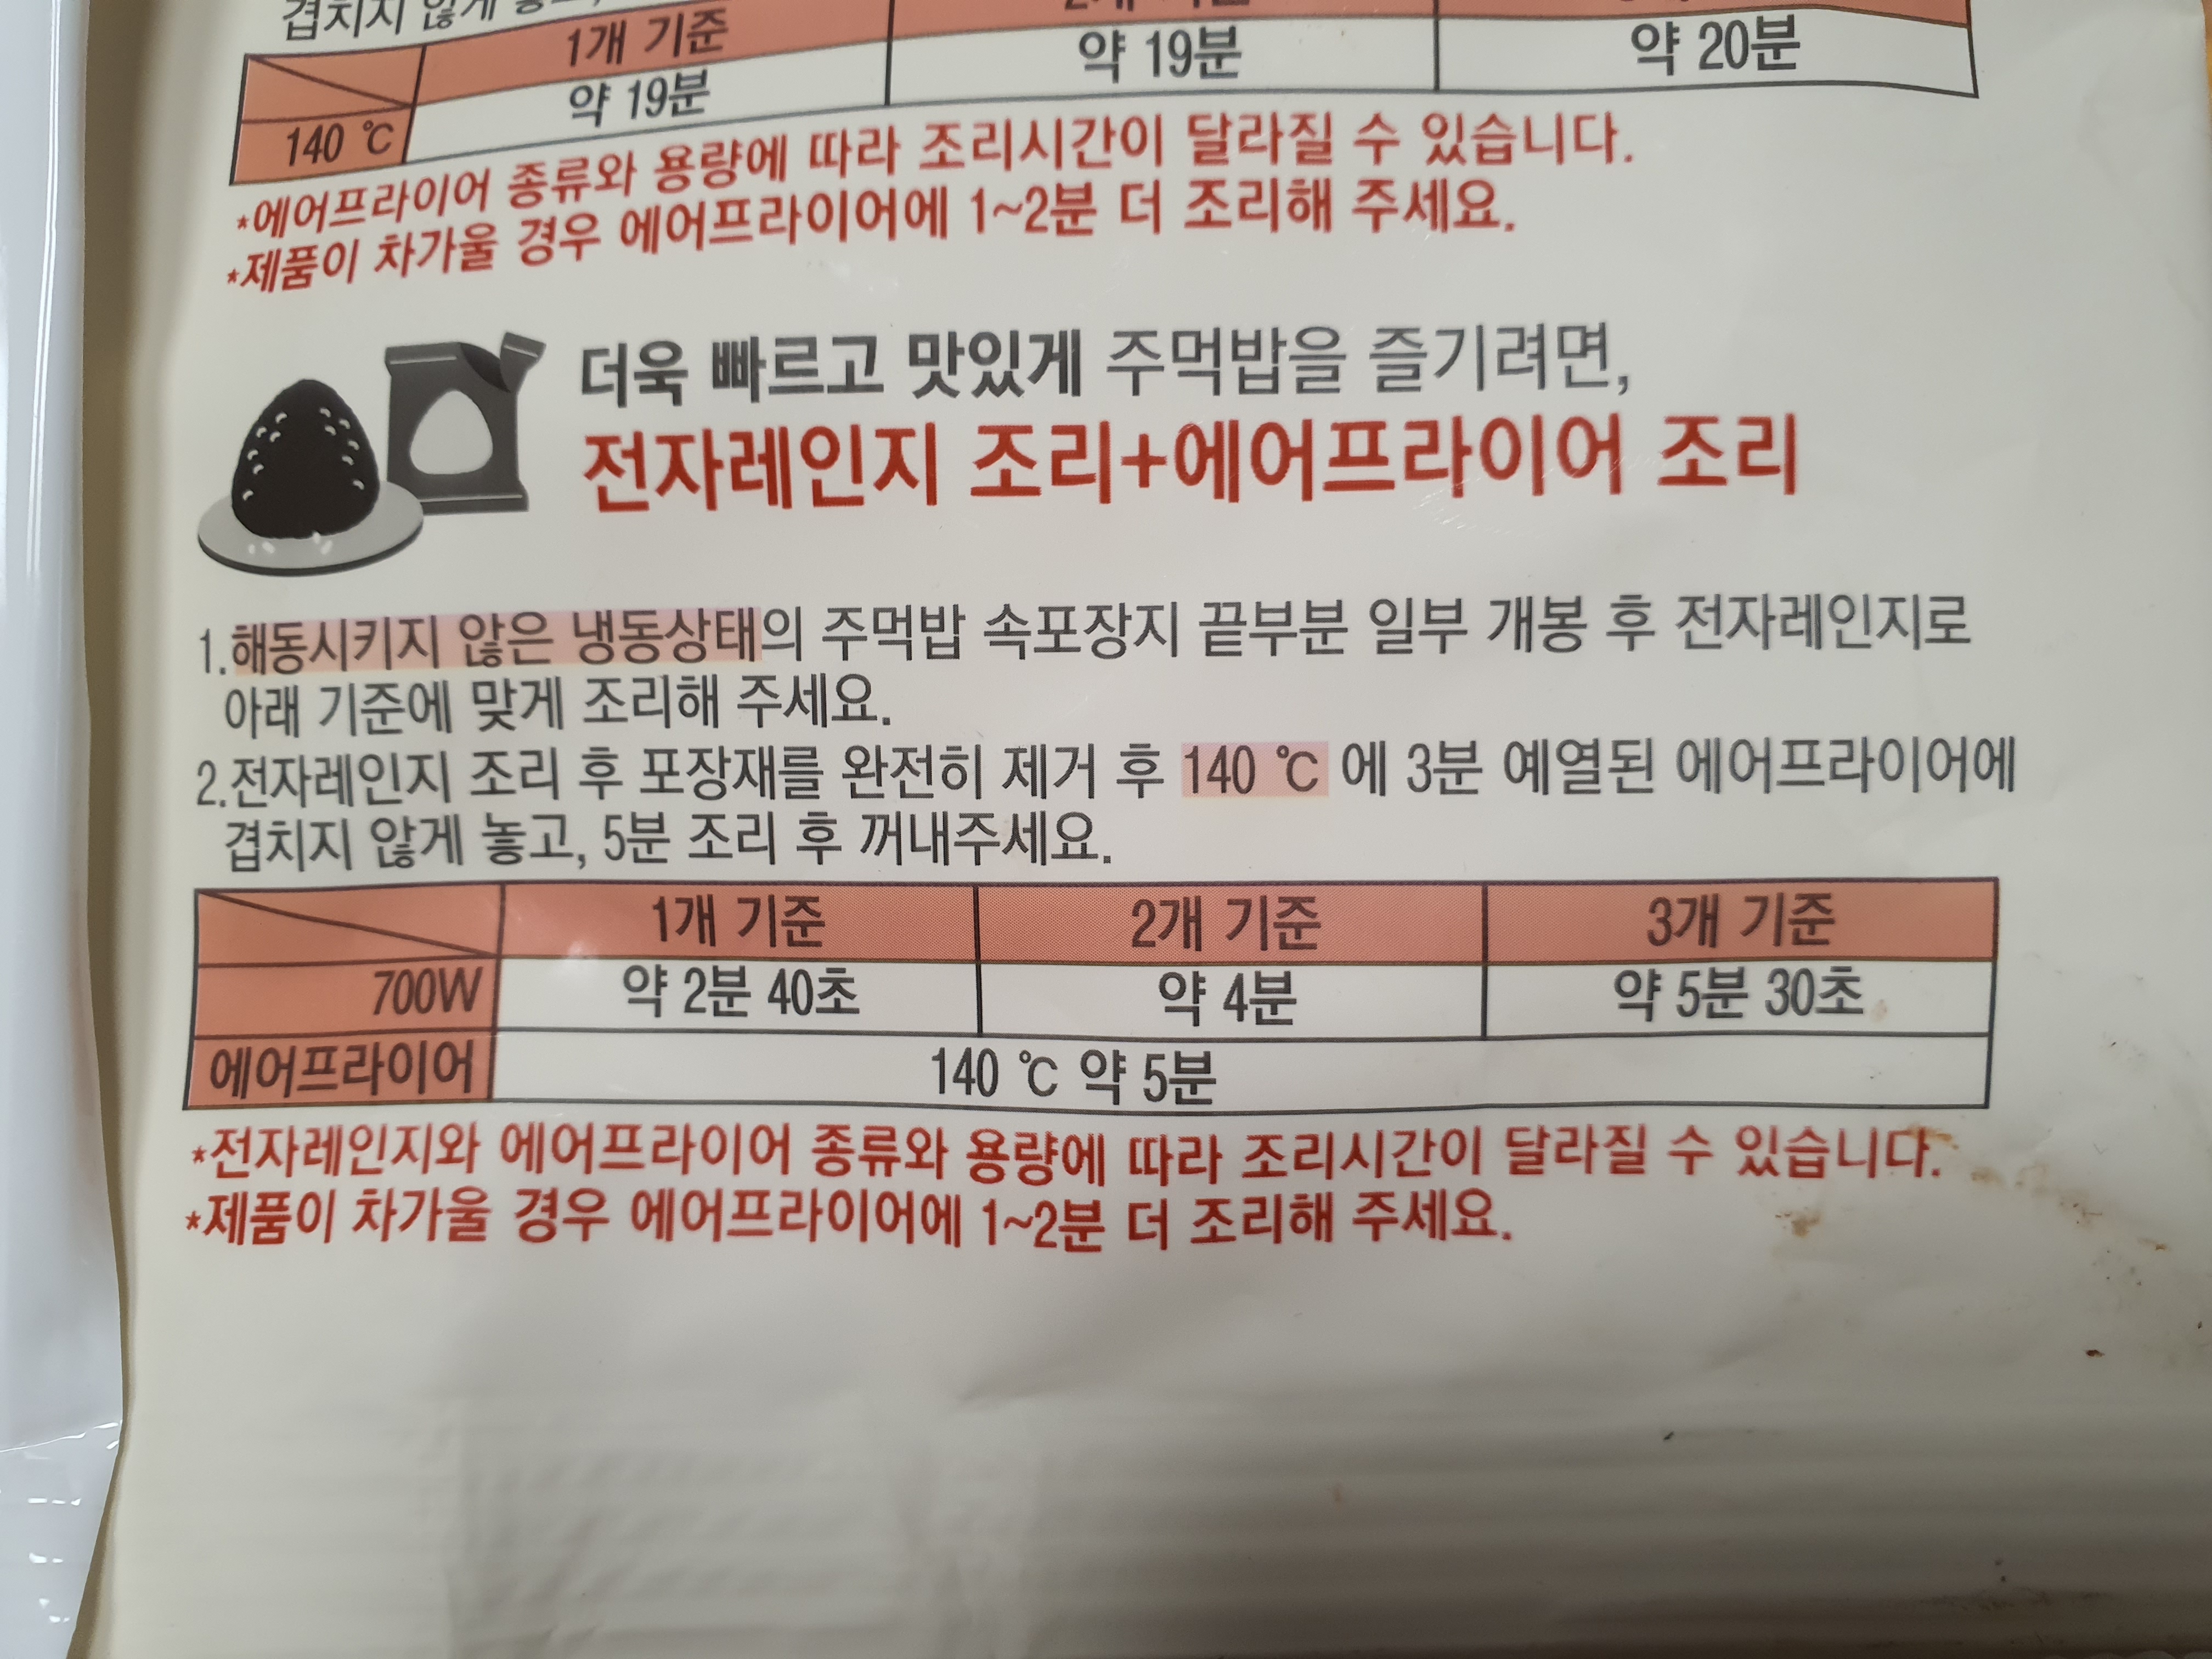 겹치지 않게
1개 기준
140 ℃ 약 19분 약 19분 약 20분
*에어프라이어 종류와 용량에 따라 조리시간이 달라질 수 있습니다.
*제품이 차가울 경우 에어프라이어에 1~2분 더 조리해 주세요.
더욱 빠르고 맛있게 주먹밥을 즐기려면,
전자레인지 조리+에어프라이어 조리
1.해동시키지 않은 냉동상태의 주먹밥 속포장지 끝부분 일부 개봉 후 전자레인지로
아래 기준에 맞게 조리해 주세요.
2.전자레인지 조리 후 포장재를 완전히 제거 후 140 ℃ 에 3분 예열된 에어프라이어에
겹치지 않게 놓고, 5분 조리 후 꺼내주세요.
1개 기준 2개 기준 3개 기준
700W 약 2분 40초 약 4분 약 5분 30초
에어프라이어 140 ℃ 약 5분
*전자레인지와 에어프라이어 종류와 용량에 따라 조리시간이 달라질 수 있습니다.
*제품이 차가울 경우 에어프라이어에 1~2분 더 조리해 주세요.